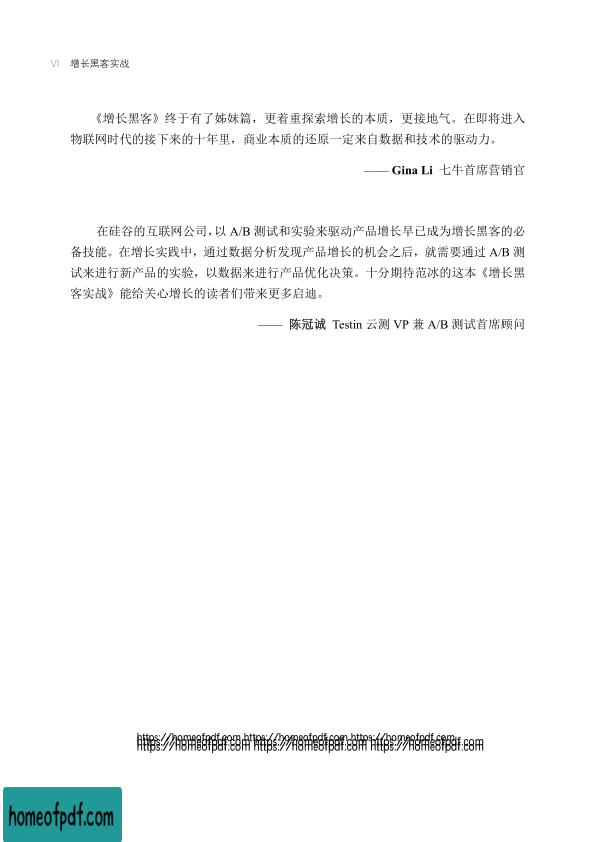 VI 增长黑客实战
《增长黑客》终于有了姊妹篇，更着重探索增长的本质，更接地气。在即将进入
物联网时代的接下来的十年里，商业本质的还原一定来自数据和技术的驱动力。
—— Gina Li 七牛首席营销官
在硅谷的互联网公司，以 A/B 测试和实验来驱动产品增长早已成为增长黑客的必
备技能。在增长实践中，通过数据分析发现产品增长的机会之后，就需要通过 A/B 测
试来进行新产品的实验，以数据来进行产品优化决策。十分期待范冰的这本《增长黑
客实战》能给关心增长的读者们带来更多启迪。
—— 陈冠诚 Testin 云测 VP 兼 A/B 测试首席顾问
https://homeofpdf.com https://homeofpdf.com https://homeofpdf.com
https://homeofpdf.com https://homeofpdf.com https://homeofpdf.com
https://homeofpdf.com https://homeofpdf.com https://homeofpdf.com
homeofpdf.com